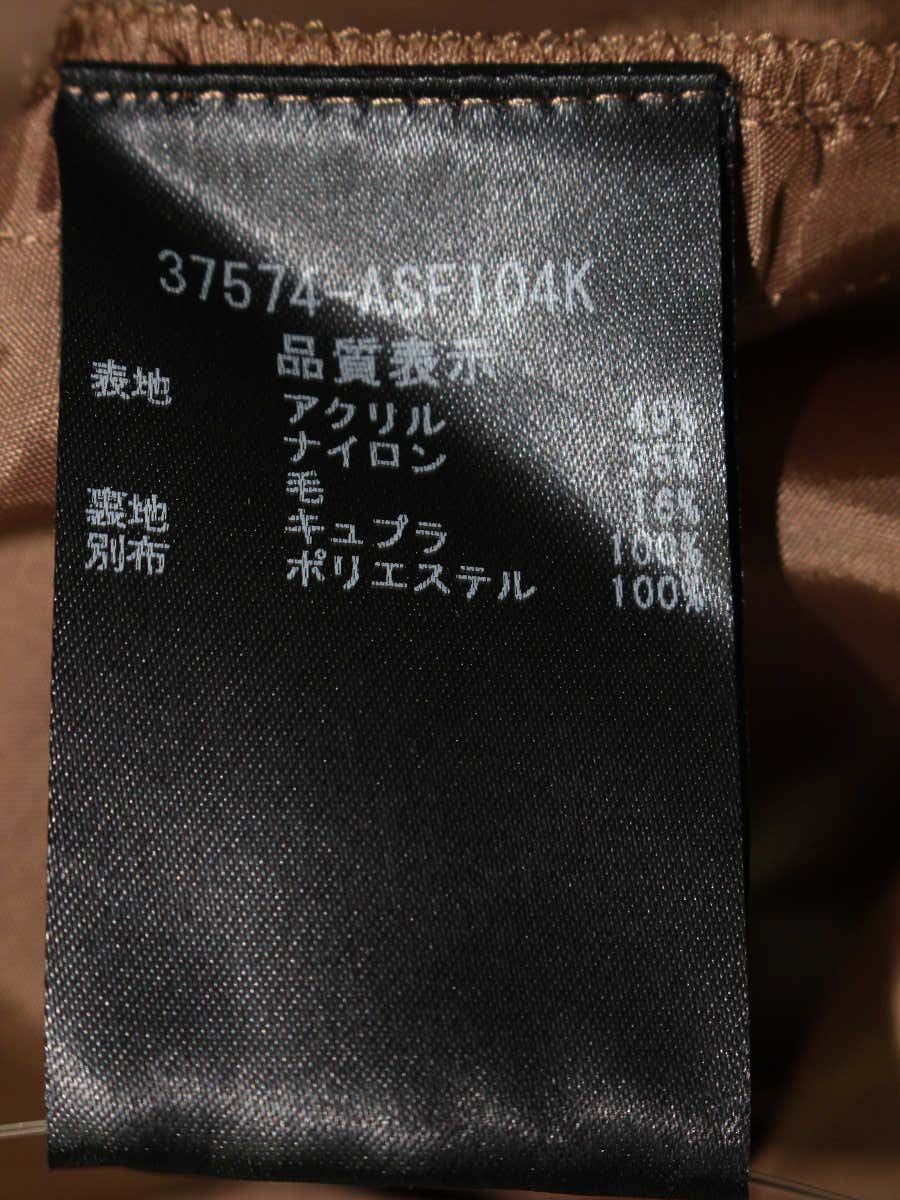 37574-ASF104K
品質表示
表地 アクリル 49%
ナイロン 35%
毛 16%
裏地 キュプラ 100%
別布 ポリエステル 100%